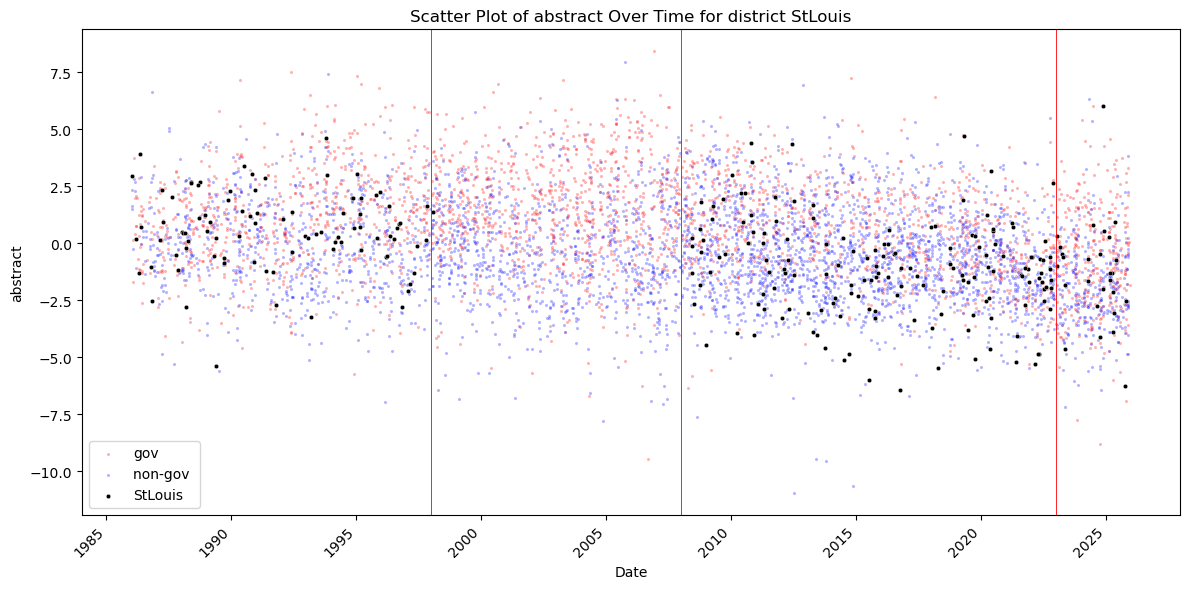 Scatter Plot of abstract Over Time for district StLouis
abstract
7.5
5.0
2.5
0.0
−2.5
−5.0
−7.5
−10.0
gov
non-gov
StLouis
1985
1990
1995
2000
2005
2010
2015
2020
2025
Date